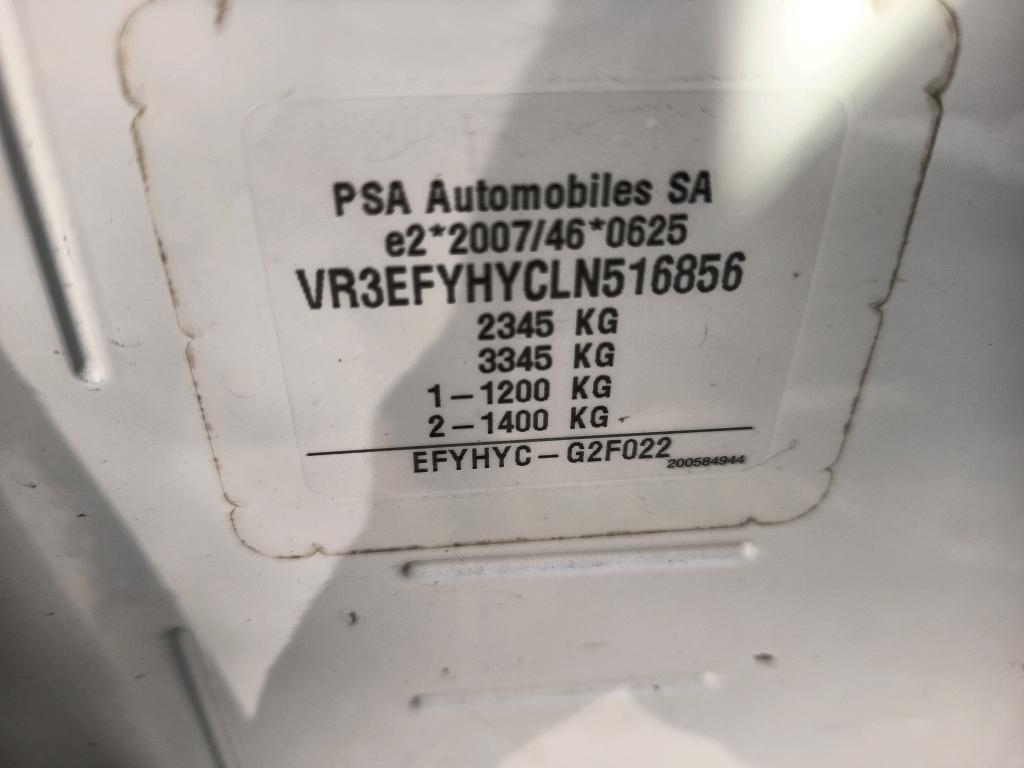 PSA Automobiles SA
e2*2007/46*0625
VR3EFYHYCLN516856
2345 KG
3345 KG
1-1200 KG
2-1400 KG
EFYHYC-G2F022
200584944